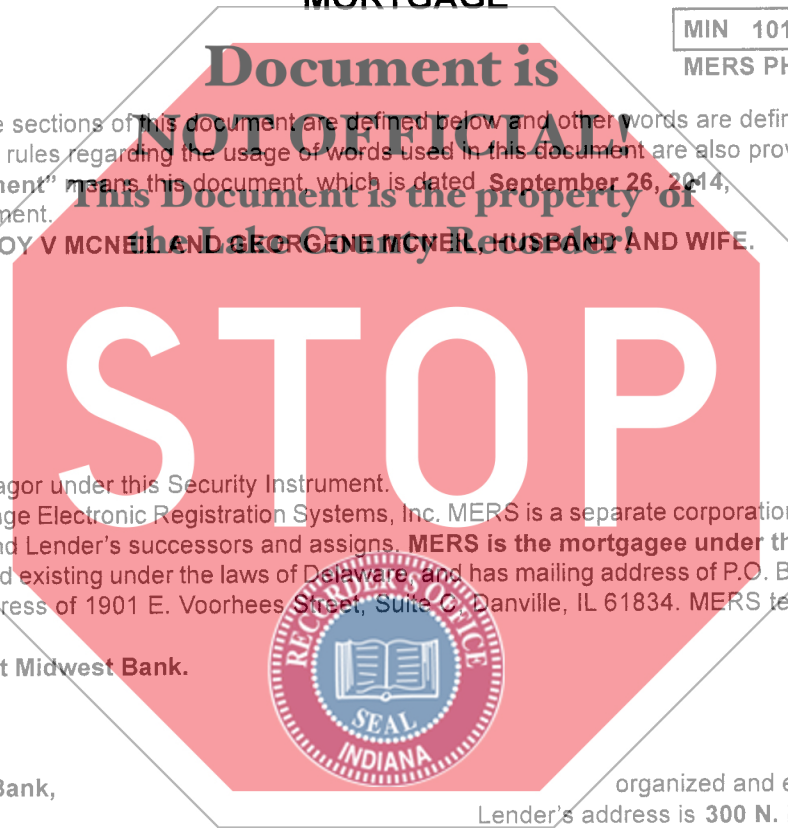 MORTGAGE
MIN 101
MERS PH
Document is
NOT OFFICIAL!
This Document is the property of
the Lake County Recorder!
e sections of this document are defined below and other words are defin
rules regarding the usage of words used in this document are also prov
ment" means this document, which is dated September 26, 2014,
ment.
OY V MCNEIL AND GEORGENE MCNEIL, HUSBAND AND WIFE.
STOP
agor under this Security Instrument.
ge Electronic Registration Systems, Inc. MERS is a separate corporation
nd Lender's successors and assigns. MERS is the mortgagee under th
d existing under the laws of Delaware, and has mailing address of P.O. B
ress of 1901 E. Voorhees Street, Suite C, Danville, IL 61834. MERS te
t Midwest Bank.
RECORDER'S OFFICE
SEAL
INDIANA
Bank,
organized and e
Lender's address is 300 N.